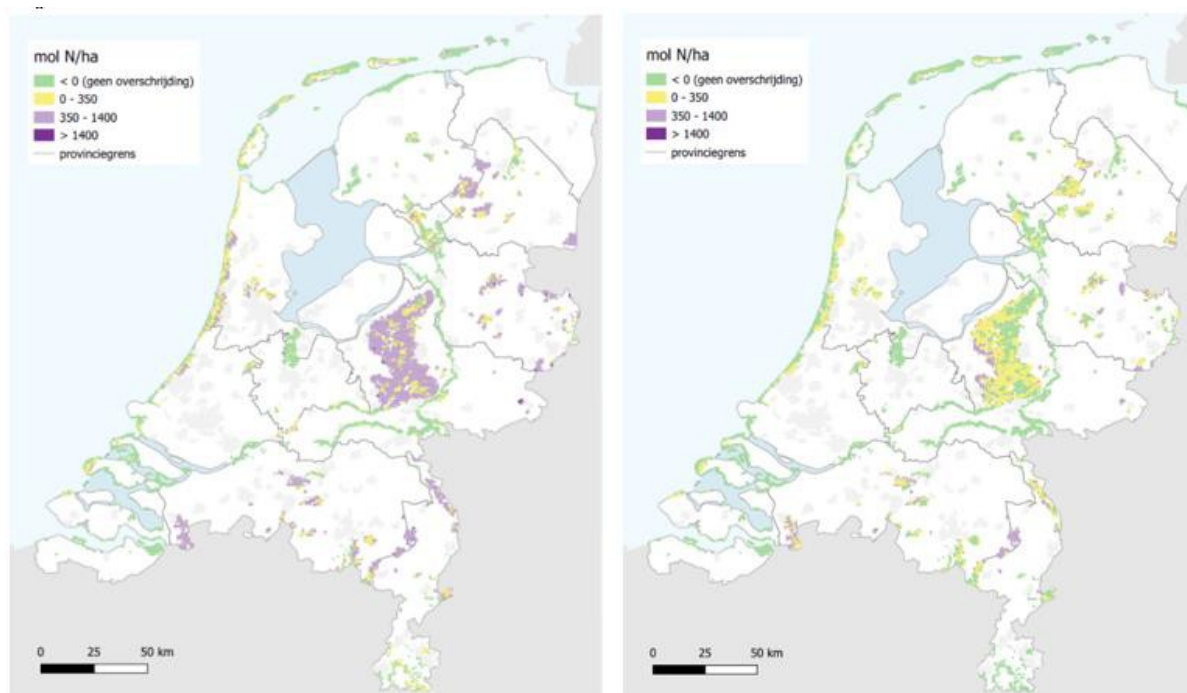 mol N/ha
< 0 (geen overschrijding)
0 - 350
350 - 1400
> 1400
provinciegrens
0 25 50 km
mol N/ha
< 0 (geen overschrijding)
0 - 350
350 - 1400
> 1400
provinciegrens
0 25 50 km